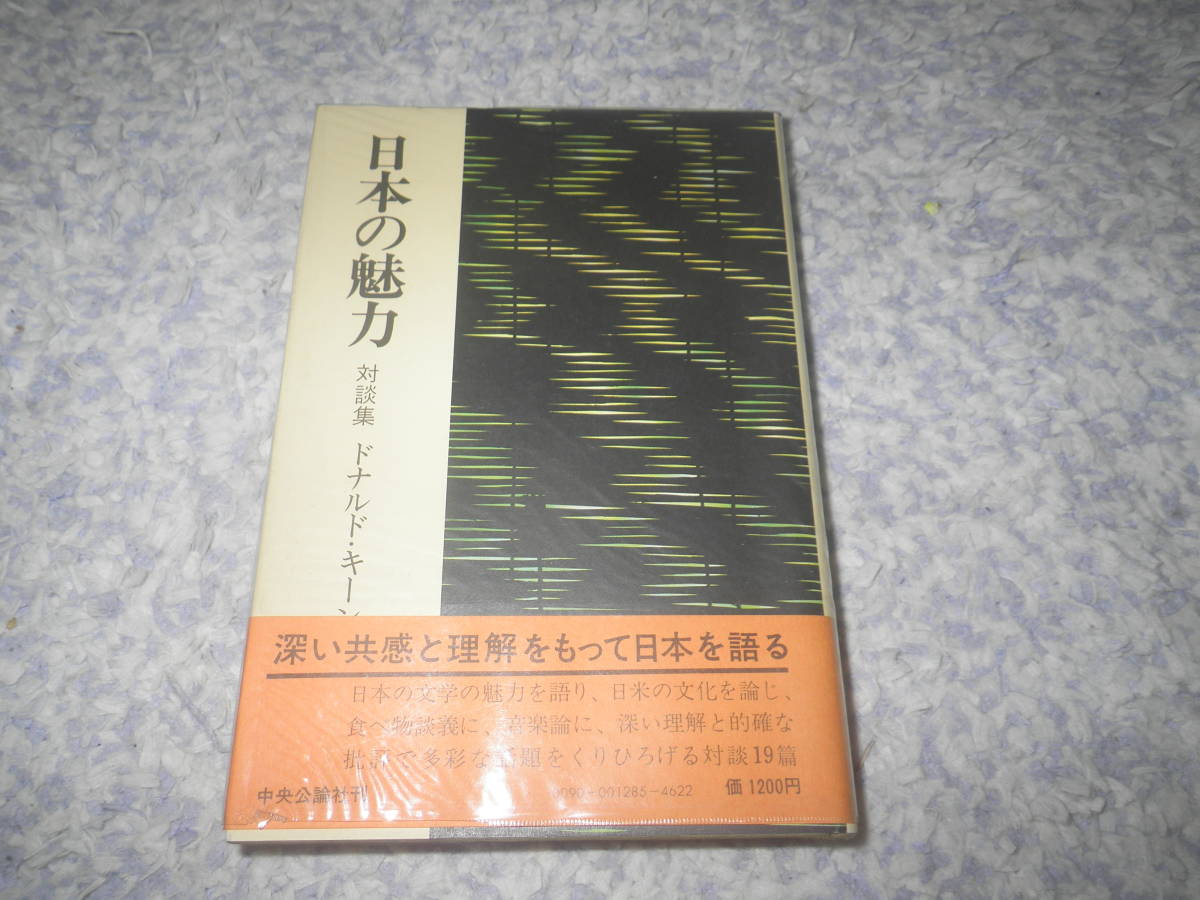 日本の魅力
対談集
ドナルド・キーン
深い共感と理解をもって日本を語る
日本の文学の魅力を語り、日米の文化を論じ、
食べ物談義に、音楽論に、深い理解と的確な
批評で多彩な話題をくりひろげる対談19篇
中央公論社刊
0090-001285-4622
価 1200円